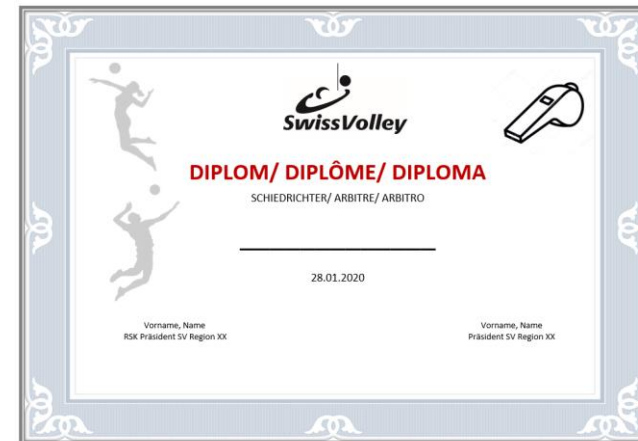 SwissVolley
DIPLOM/ DIPLÔME/ DIPLOMA
SCHIEDRICHTER/ ARBITRE/ ARBITRO
28.01.2020
Vorname, Name
RSK Präsident SV Region XX
Vorname, Name
Präsident SV Region XX